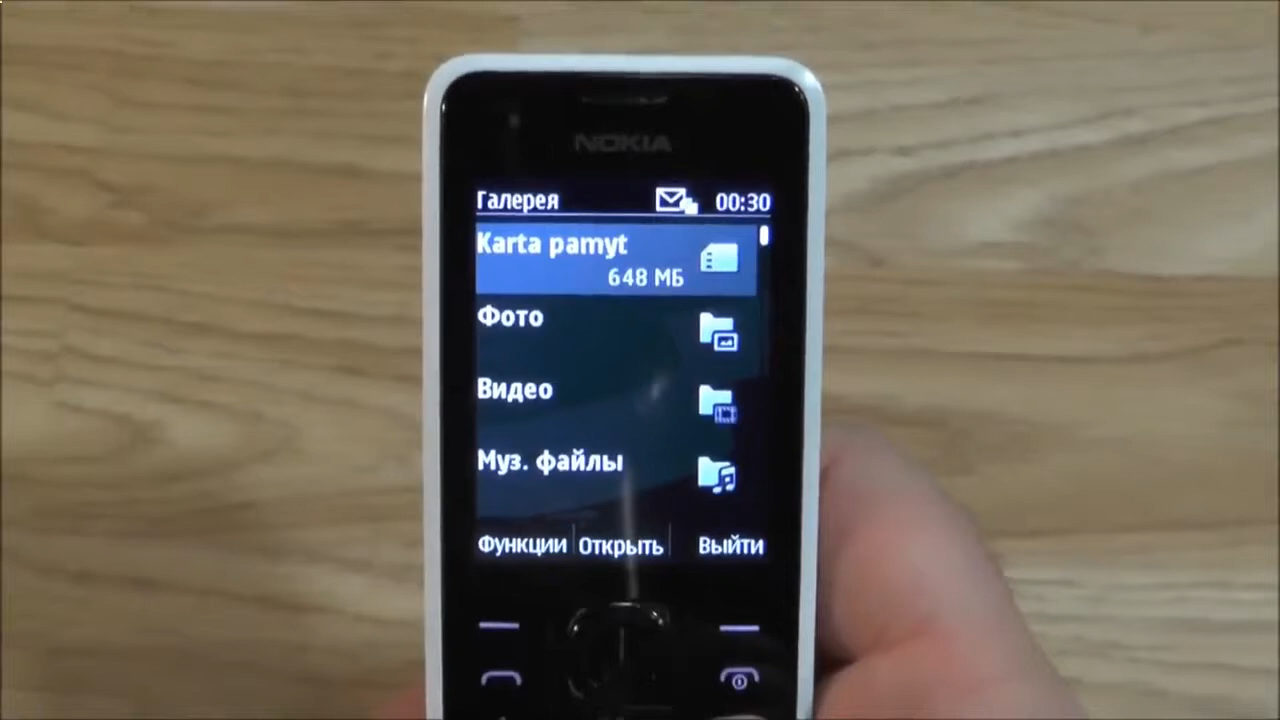 NOKIA
Галерея 00:30
Karta pamyt
648 МБ
Фото
Видео
Муз. файлы
Функции Открыть Выйти